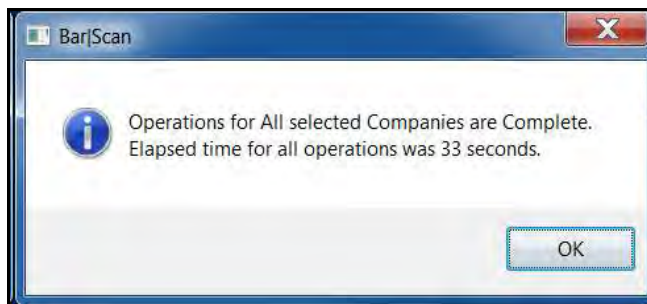 Bar|Scan
Operations for All selected Companies are Complete.
Elapsed time for all operations was 33 seconds.
OK